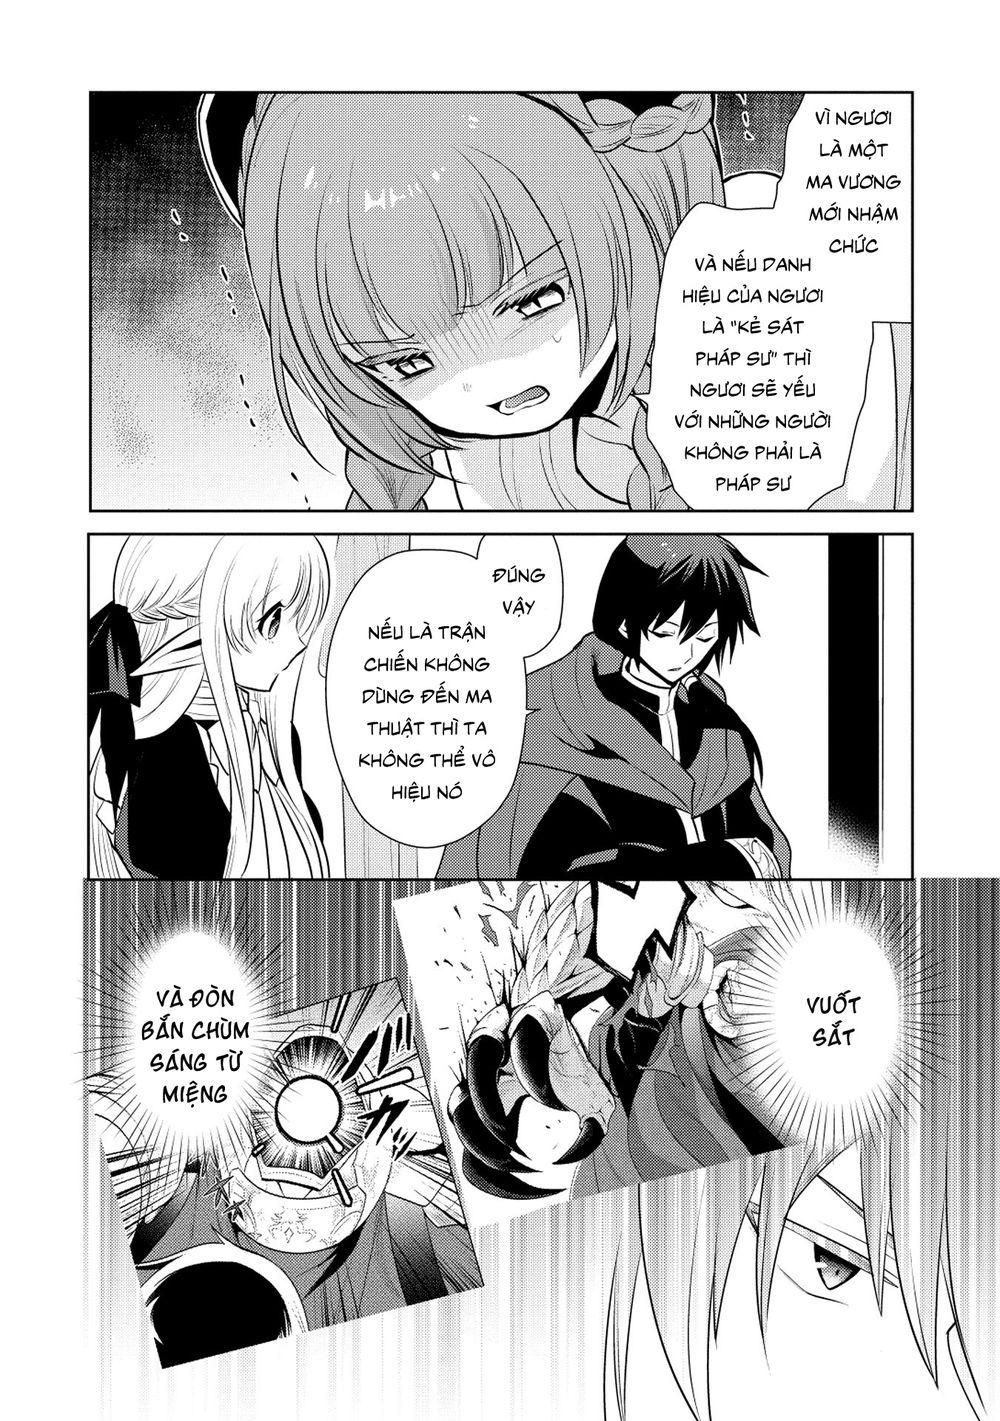 VÌ NGƯƠI
LÀ MỘT
MA VƯƠNG
MỚI NHẬM
CHỨC
VÀ NẾU DANH
HIỆU CỦA NGƯƠI
LÀ "KẺ SÁT
PHÁP SƯ" THÌ
NGƯƠI SẼ YẾU
VỚI NHỮNG NGƯỜI
KHÔNG PHẢI LÀ
PHÁP SƯ
ĐÚNG
VẬY
NẾU LÀ TRẬN
CHIẾN KHÔNG
DÙNG ĐẾN MA
THUẬT THÌ TA
KHÔNG THỂ VÔ
HIỆU NÓ
VUỐT
SẮT
VÀ ĐÒN
BẮN CHÙM
SÁNG TỪ
MIỆNG